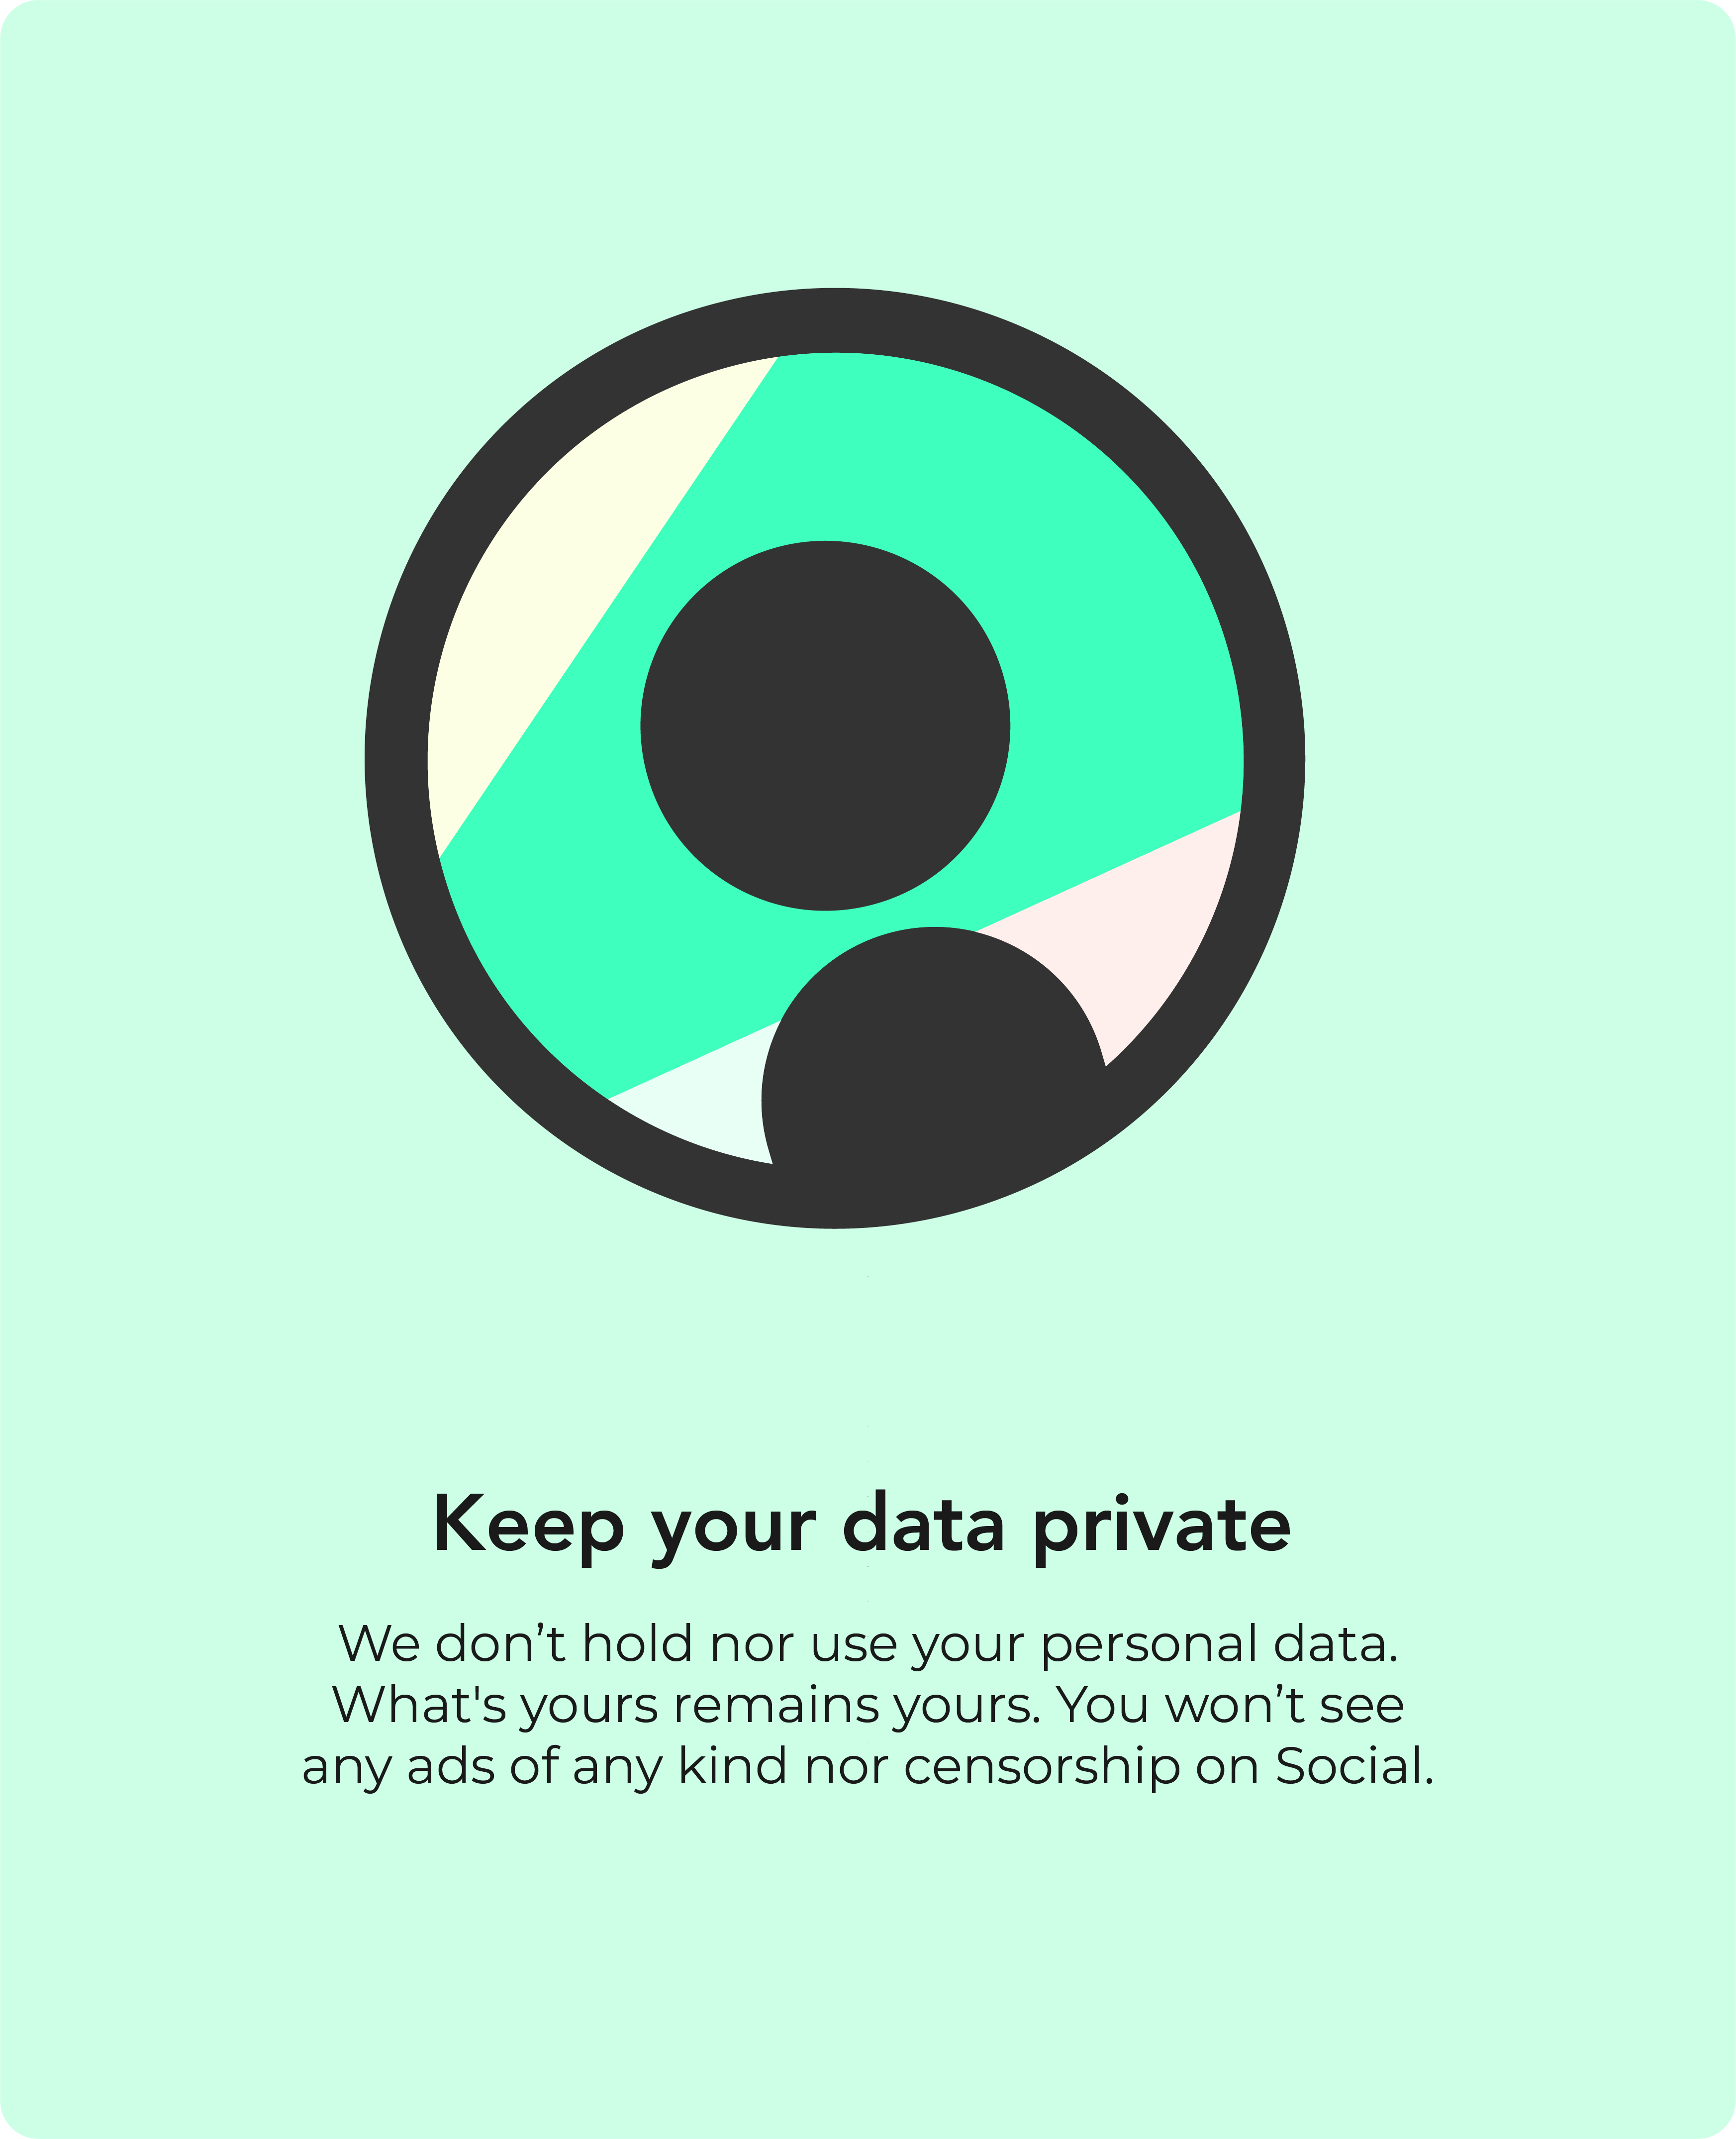 Keep your data private
We don’t hold nor use your personal data.
What's yours remains yours. You won’t see
any ads of any kind nor censorship on Social.